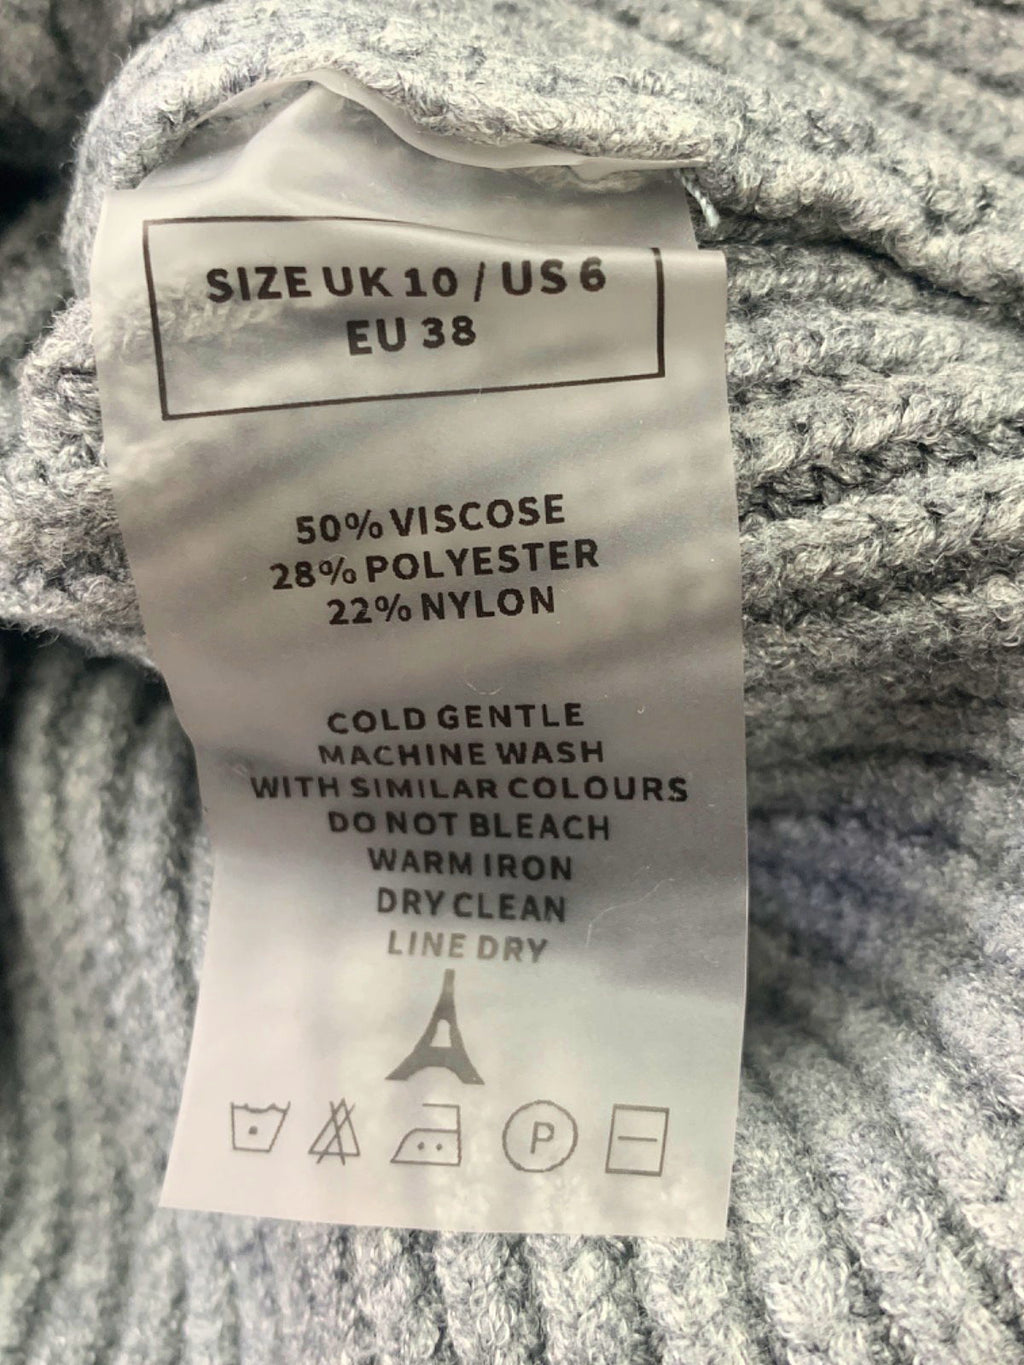 SIZE UK 10 / US 6
EU 38
50% VISCOSE
28% POLYESTER
22% NYLON
COLD GENTLE
MACHINE WASH
WITH SIMILAR COLOURS
DO NOT BLEACH
WARM IRON
DRY CLEAN
LINE DRY
P